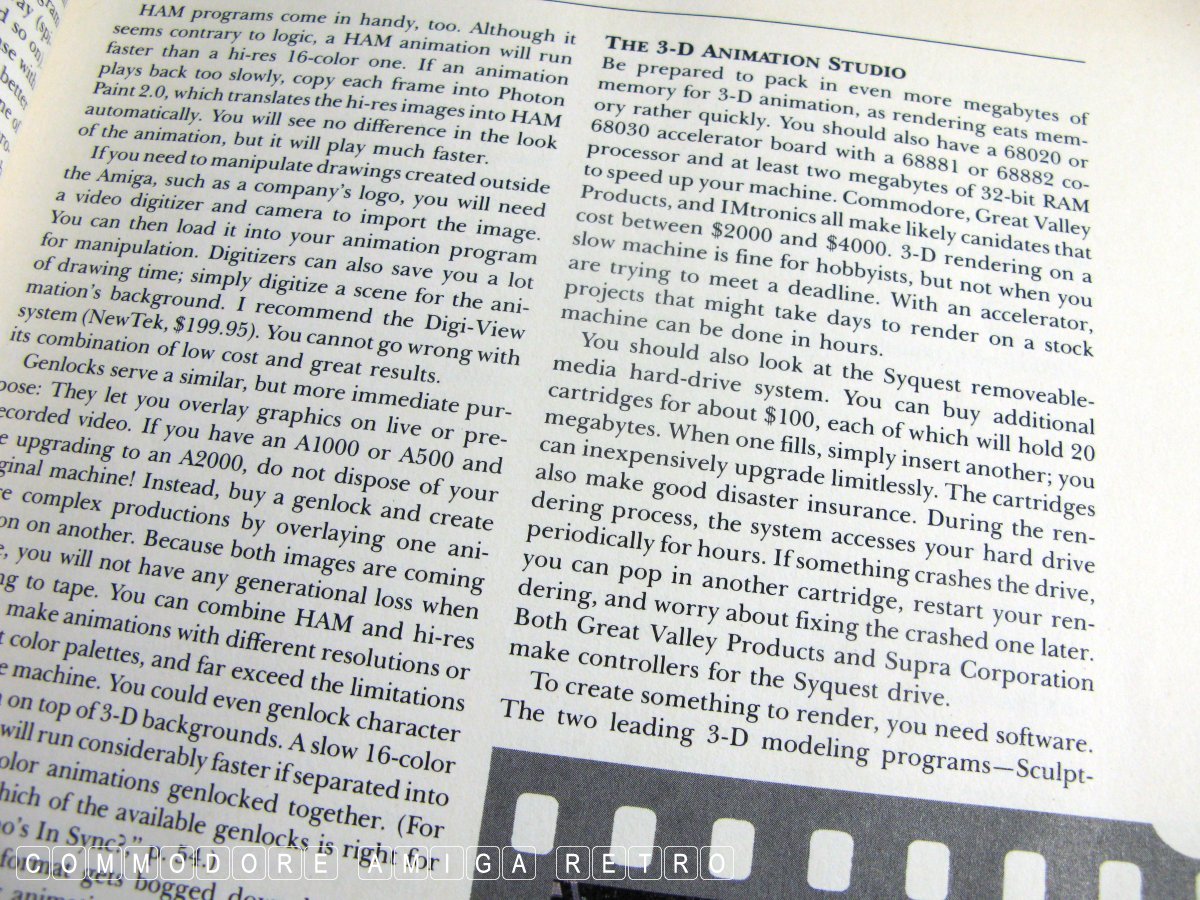 HAM programs come in handy, too. Although it
seems contrary to logic, a HAM animation will run
faster than a hi-res 16-color one. If an animation
plays back too slowly, copy each frame into Photon
Paint 2.0, which translates the hi-res images into HAM
automatically. You will see no difference in the look
of the animation, but it will play much faster.
If you need to manipulate drawings created outside
the Amiga, such as a company's logo, you will need
a video digitizer and camera to import the image.
You can then load it into your animation program
for manipulation. Digitizers can also save you a lot
of drawing time; simply digitize a scene for the ani-
mation's background. I recommend the Digi-View
system (NewTek, $199.95). You cannot go wrong with
its combination of low cost and great results.
Genlocks serve a similar, but more immediate pur-
pose: They let you overlay graphics on live or pre-
recorded video. If you have an A1000 or A500 and
upgrading to an A2000, do not dispose of your
original machine! Instead, buy a genlock and create
complex productions by overlaying one ani-
on another. Because both images are coming
you will not have any generational loss when
to tape. You can combine HAM and hi-res
make animations with different resolutions or
color palettes, and far exceed the limitations
machine. You could even genlock character
on top of 3-D backgrounds. A slow 16-color
will run considerably faster if separated into
color animations genlocked together. (For
which of the available genlocks is right for
In Sync?," p. 54.)
format gets bogged down
THE 3-D ANIMATION STUDIO
Be prepared to pack in even more megabytes of
memory for 3-D animation, as rendering eats mem-
ory rather quickly. You should also have a 68020 or
68030 accelerator board with a 68881 or 68882 co-
processor and at least two megabytes of 32-bit RAM
to speed up your machine. Commodore, Great Valley
Products, and IMtronics all make likely canidates that
cost between $2000 and $4000. 3-D rendering on a
slow machine is fine for hobbyists, but not when you
are trying to meet a deadline. With an accelerator,
projects that might take days to render on a stock
machine can be done in hours.
You should also look at the Syquest removeable-
media hard-drive system. You can buy additional
cartridges for about $100, each of which will hold 20
megabytes. When one fills, simply insert another; you
can inexpensively upgrade limitlessly. The cartridges
also make good disaster insurance. During the ren-
dering process, the system accesses your hard drive
periodically for hours. If something crashes the drive,
you can pop in another cartridge, restart your ren-
dering, and worry about fixing the crashed one later.
Both Great Valley Products and Supra Corporation
make controllers for the Syquest drive.
To create something to render, you need software.
The two leading 3-D modeling programs—Sculpt-
COMMODORE AMIGA RETRO